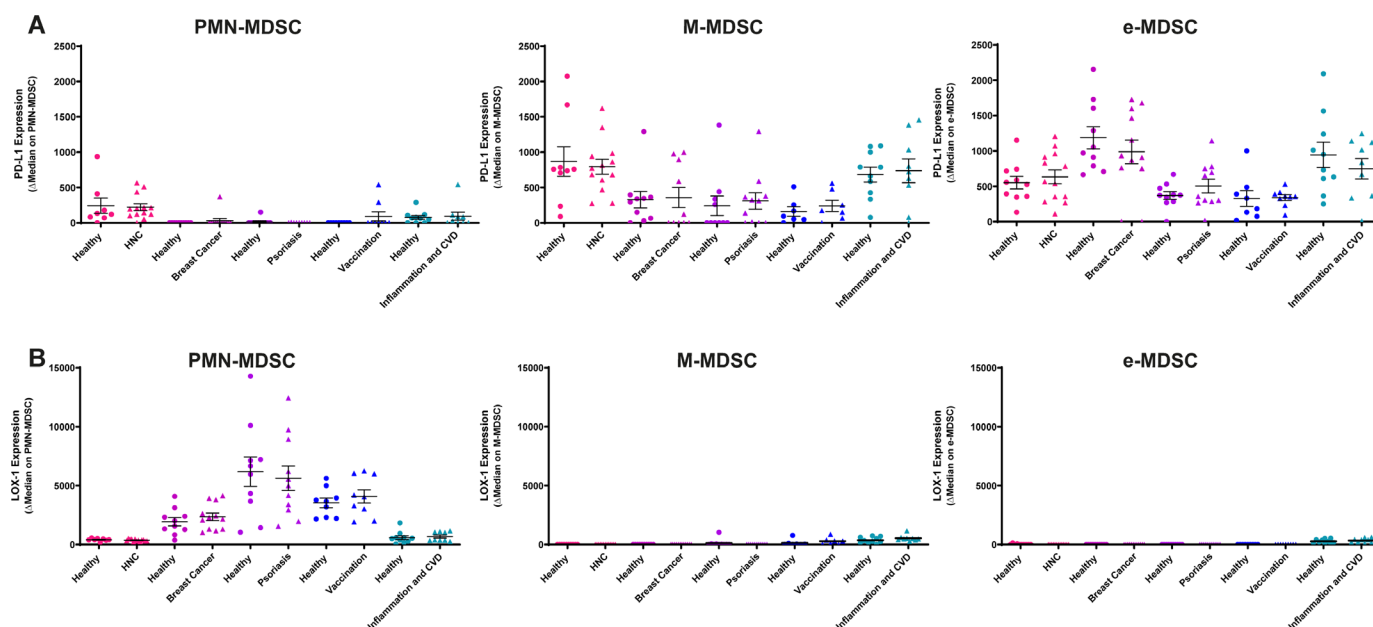 A
PMN-MDSC
PD-L1 Expression
(ΔMedian on PMN-MDSC)
2500
2000
1500
1000
500
0
Healthy
HNC
Healthy
Breast Cancer
Healthy
Psoriasis
Healthy
Vaccination
Healthy
Inflammation and CVD
M-MDSC
PD-L1 Expression
(ΔMedian on M-MDSC)
2500
2000
1500
1000
500
0
Healthy
HNC
Healthy
Breast Cancer
Healthy
Psoriasis
Healthy
Vaccination
Healthy
Inflammation and CVD
e-MDSC
PD-L1 Expression
(ΔMedian on e-MDSC)
2500
2000
1500
1000
500
0
Healthy
HNC
Healthy
Breast Cancer
Healthy
Psoriasis
Healthy
Vaccination
Healthy
Inflammation and CVD
B
PMN-MDSC
LOX-1 Expression
(ΔMedian on PMN-MDSC)
15000
10000
5000
0
Healthy
HNC
Healthy
Breast Cancer
Healthy
Psoriasis
Healthy
Vaccination
Healthy
Inflammation and CVD
M-MDSC
LOX-1 Expression
(ΔMedian on M-MDSC)
15000
10000
5000
0
Healthy
HNC
Healthy
Breast Cancer
Healthy
Psoriasis
Healthy
Vaccination
Healthy
Inflammation and CVD
e-MDSC
LOX-1 Expression
(ΔMedian on e-MDSC)
15000
10000
5000
0
Healthy
HNC
Healthy
Breast Cancer
Healthy
Psoriasis
Healthy
Vaccination
Healthy
Inflammation and CVD